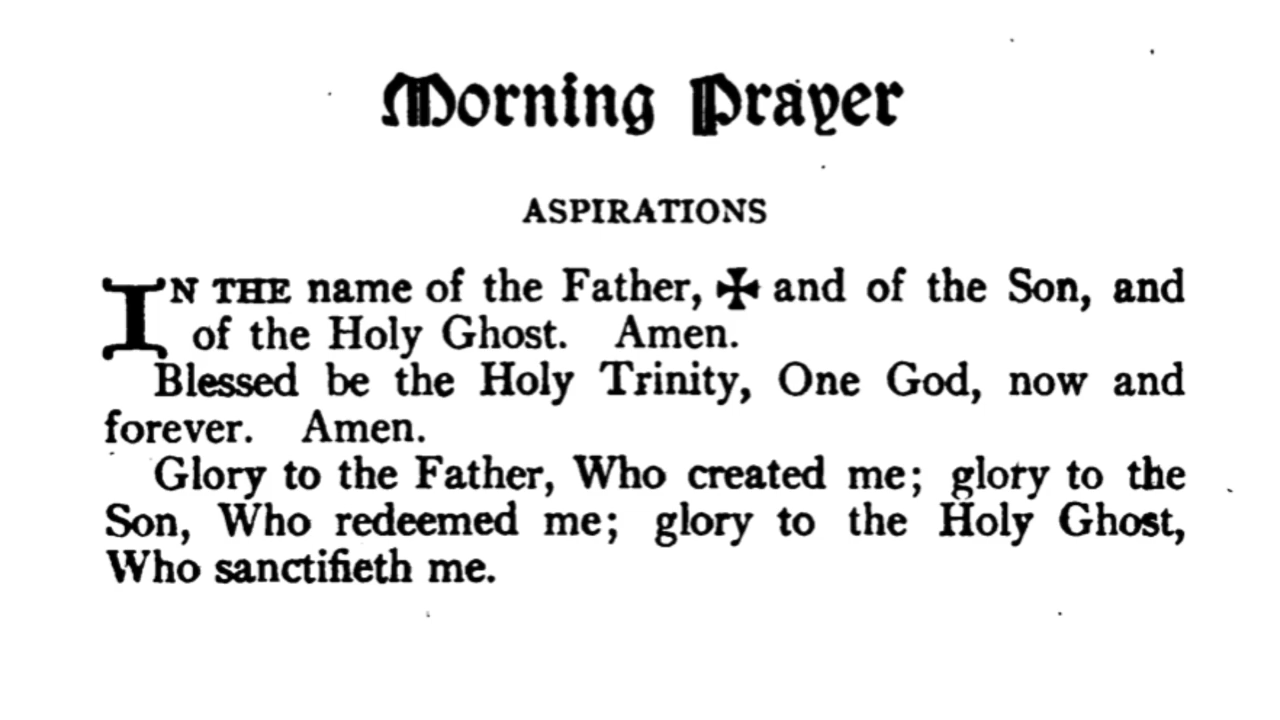 Morning Prayer
ASPIRATIONS
IN THE name of the Father, ✠ and of the Son, and
of the Holy Ghost. Amen.
Blessed be the Holy Trinity, One God, now and
forever. Amen.
Glory to the Father, Who created me; glory to the
Son, Who redeemed me; glory to the Holy Ghost,
Who sanctifieth me.